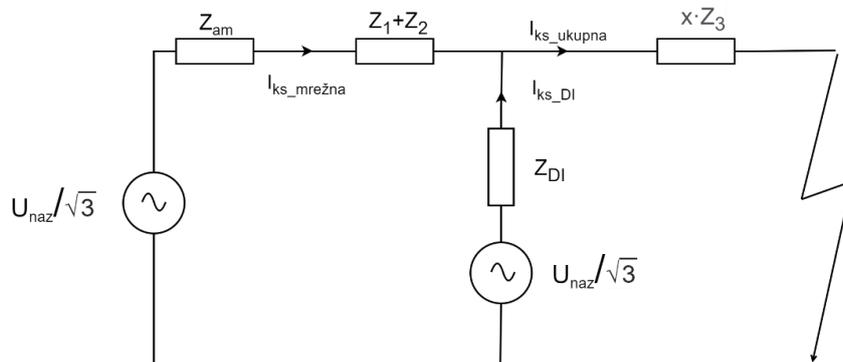 Z_am
Z_1+Z_2
I_ks_ukupna
x·Z_3
I_ks_mrežna
I_ks_DI
Z_DI
U_naz/√3
U_naz/√3